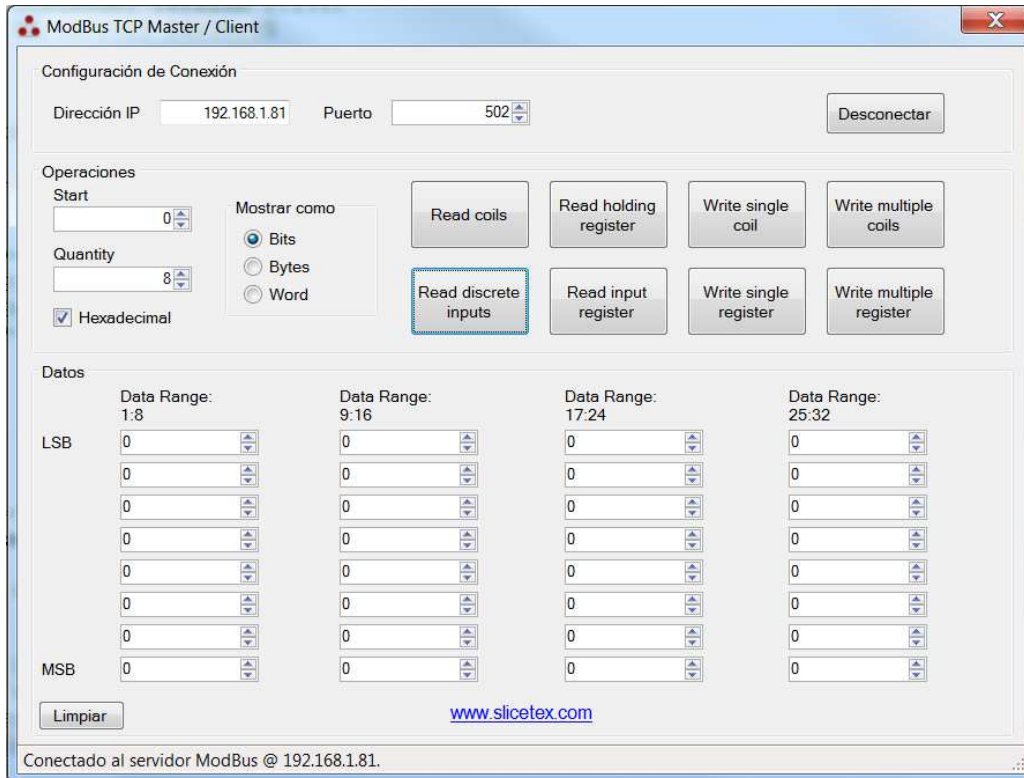 ModBus TCP Master / Client
Configuración de Conexión
Dirección IP 192.168.1.81 Puerto 502 Desconectar
Operaciones
Start
0
Quantity
8
Hexadecimal
Mostrar como
Bits
Bytes
Word
Read coils
Read holding
register
Write single
coil
Write multiple
coils
Read discrete
inputs
Read input
register
Write single
register
Write multiple
register
Datos
Data Range: Data Range: Data Range: Data Range:
1:8 9:16 17:24 25:32
LSB 0 0 0 0
0 0 0 0
0 0 0 0
0 0 0 0
0 0 0 0
0 0 0 0
0 0 0 0
MSB 0 0 0 0
Limpiar www.slicetex.com
Conectado al servidor ModBus @ 192.168.1.81.